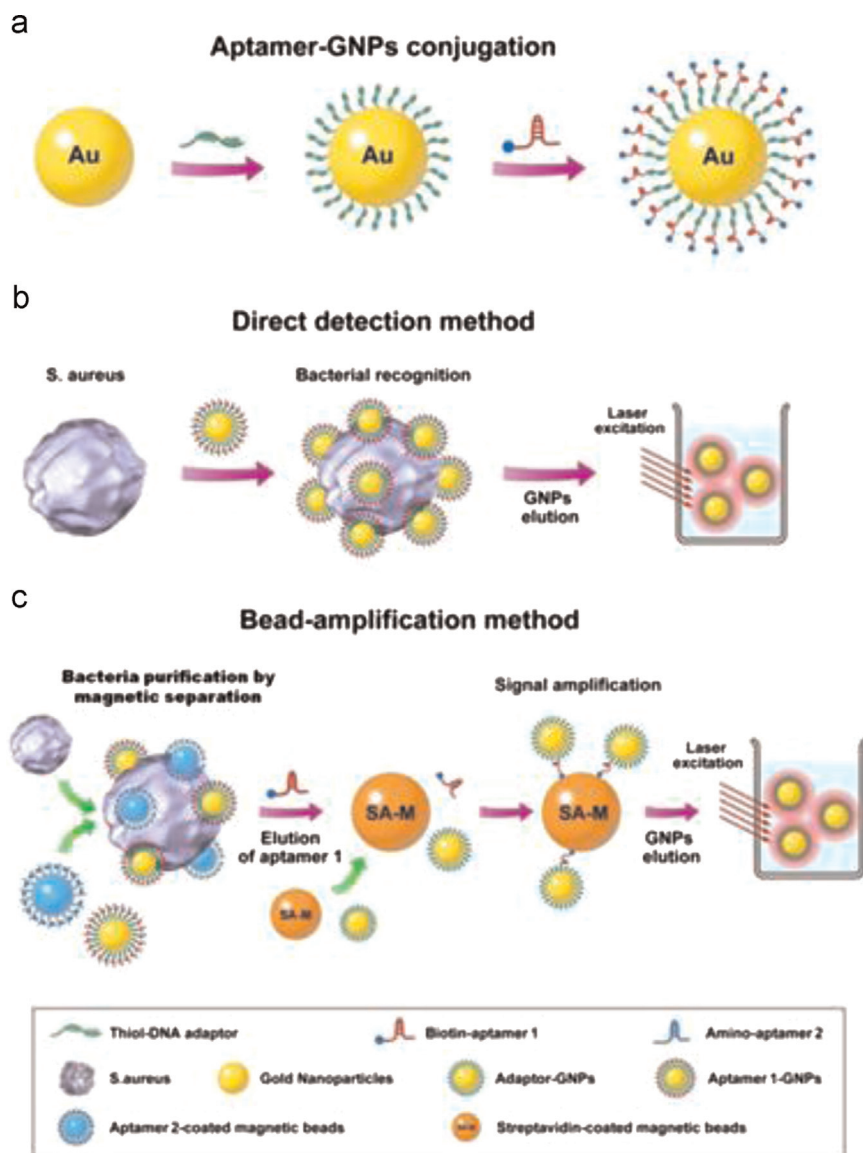 a
Aptamer-GNPs conjugation
Au
Au
Au
b
Direct detection method
S. aureus
Bacterial recognition
Laser
excitation
GNPs
elution
c
Bead-amplification method
Bacteria purification by
magnetic separation
Signal amplification
Laser
excitation
SA-M
SA-M
Elution
of aptamer 1
GNPs
elution
SA-M
Thiol-DNA adaptor
Biotin-aptamer 1
Amino-aptamer 2
S.aureus
Gold Nanoparticles
Adaptor-GNPs
Aptamer 1-GNPs
Aptamer 2-coated magnetic beads
SA-M
Streptavidin-coated magnetic beads